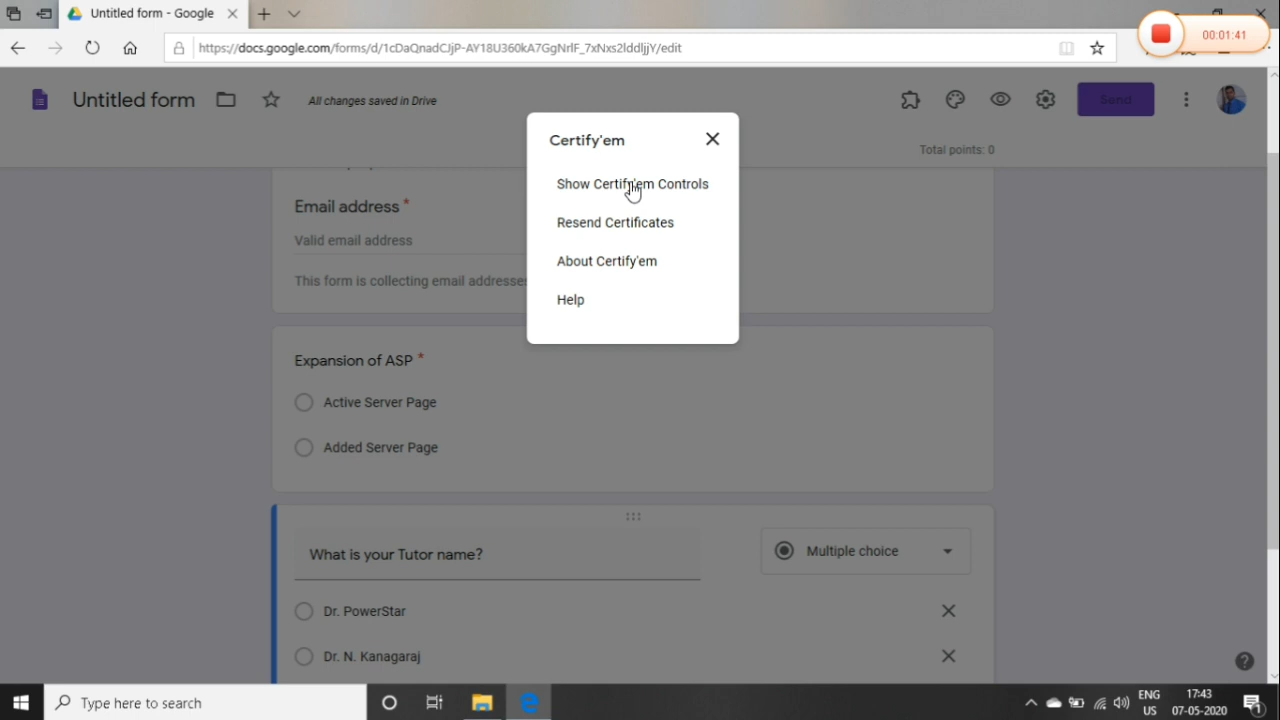 Untitled form - Google
00:01:41
https://docs.google.com/forms/d/1cDaQnadCJjP-AY18U360kA7GgNrlF_7xNxs2lddljjY/edit
Untitled form
All changes saved in Drive
Send
Total points: 0
Certify'em
Show Certify'em Controls
Resend Certificates
About Certify'em
Help
Email address *
Valid email address
This form is collecting email addresses
Expansion of ASP *
Active Server Page
Added Server Page
What is your Tutor name?
Multiple choice
Dr. PowerStar
Dr. N. Kanagaraj
Type here to search
ENG
US
17:43
07-05-2020
1